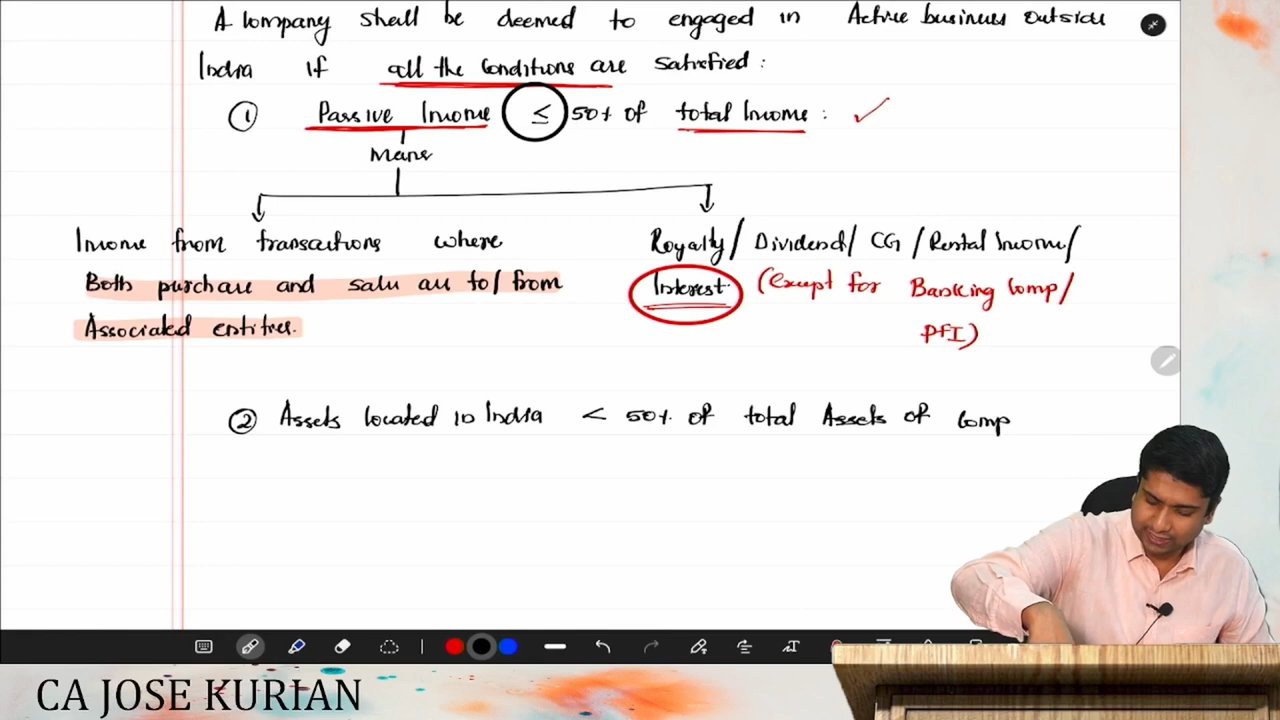 A company shall be deemed to engaged in Active business outside
India if all the conditions are satisfied :
① Passive Income ≤ 50% of total Income : ✓
Means
Income from transactions where
Both purchase and sale are to/from
Associated entities.
Royalty / Dividend / CG / Rental Income /
Interest. (Except for Banking comp /
PFI)
② Assets located in India < 50% of total Assets of comp
CA JOSE KURIAN